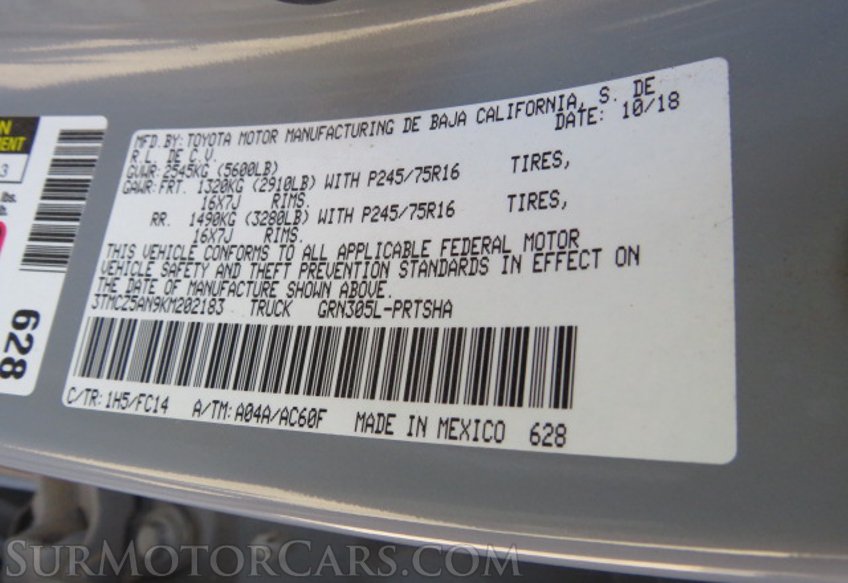 MFD. BY: TOYOTA MOTOR MANUFACTURING DE BAJA CALIFORNIA, S. DE
R.L. DE C.V. DATE: 10/18
GVWR: 2545KG (5600LB)
GAWR: FRT. 1320KG (2910LB) WITH P245/75R16 TIRES,
16X7J RIMS.
RR. 1490KG (3280LB) WITH P245/75R16 TIRES,
16X7J RIMS.
THIS VEHICLE CONFORMS TO ALL APPLICABLE FEDERAL MOTOR
VEHICLE SAFETY AND THEFT PREVENTION STANDARDS IN EFFECT ON
THE DATE OF MANUFACTURE SHOWN ABOVE.
3TMCZ5AN9KM202183 TRUCK GRN305L-PRTSHA
C/TR: 1H5/FC14 A/TM: A04A/AC60F MADE IN MEXICO 628
3
lbs.
628
SURMOTORCARS.COM